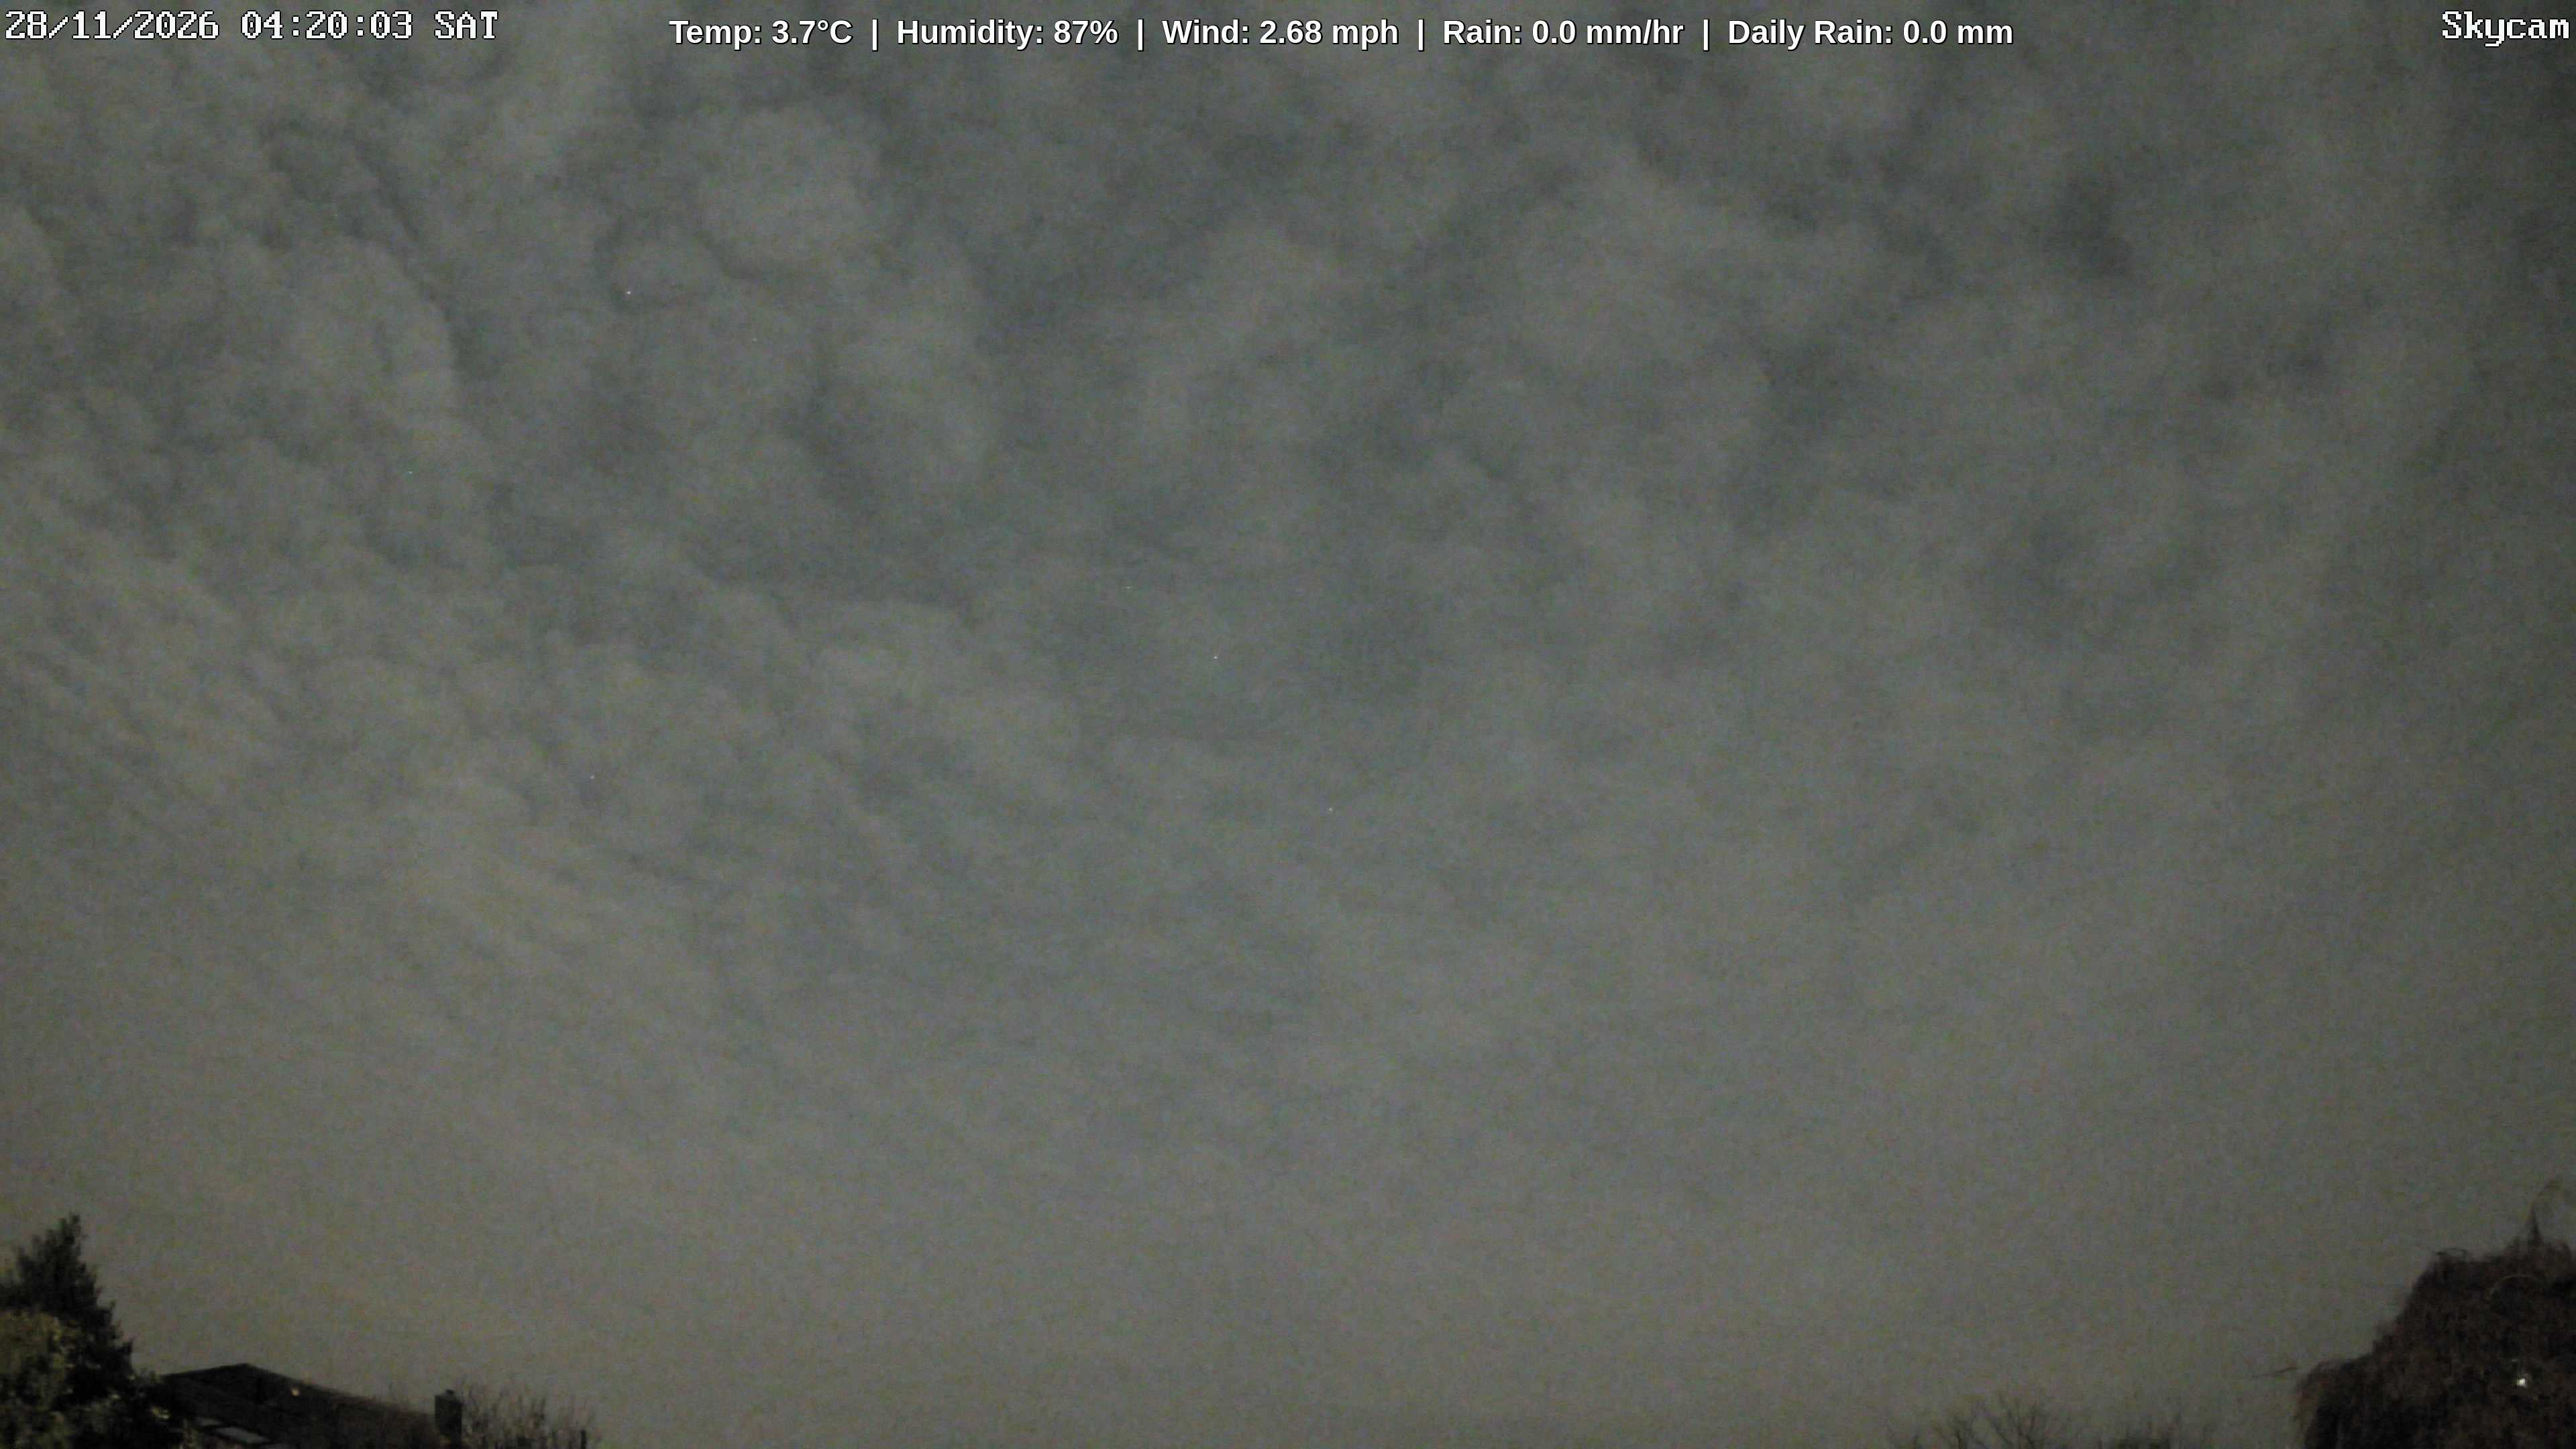 28/11/2026 04:20:03 SAT
Temp: 3.7°C | Humidity: 87% | Wind: 2.68 mph | Rain: 0.0 mm/hr | Daily Rain: 0.0 mm
Skycam